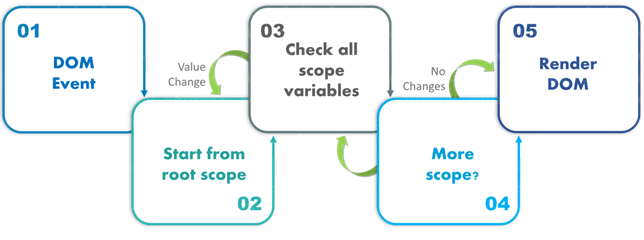 01
DOM
Event
Value
Change
Start from
root scope
02
03
Check all
scope
variables
No
Changes
More
scope?
04
05
Render
DOM